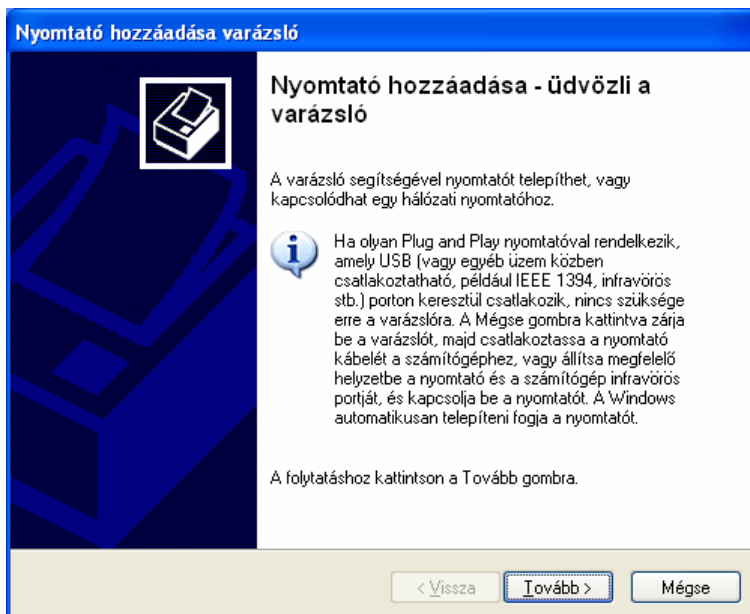 Nyomtató hozzáadása varázsló
Nyomtató hozzáadása - üdvözli a
varázsló
A varázsló segítségével nyomtatót telepíthet, vagy
kapcsolódhat egy hálózati nyomtatóhoz.
Ha olyan Plug and Play nyomtatóval rendelkezik,
amely USB (vagy egyéb üzem közben
csatlakoztatható, például IEEE 1394, infravörös
stb.) porton keresztül csatlakozik, nincs szüksége
erre a varázslóra. A Mégse gombra kattintva zárja
be a varázslót, majd csatlakoztassa a nyomtató
kábelét a számítógéphez, vagy állítsa megfelelő
helyzetbe a nyomtató és a számítógép infravörös
portját, és kapcsolja be a nyomtatót. A Windows
automatikusan telepíteni fogja a nyomtatót.
A folytatáshoz kattintson a Tovább gombra.
< Vissza Tovább > Mégse